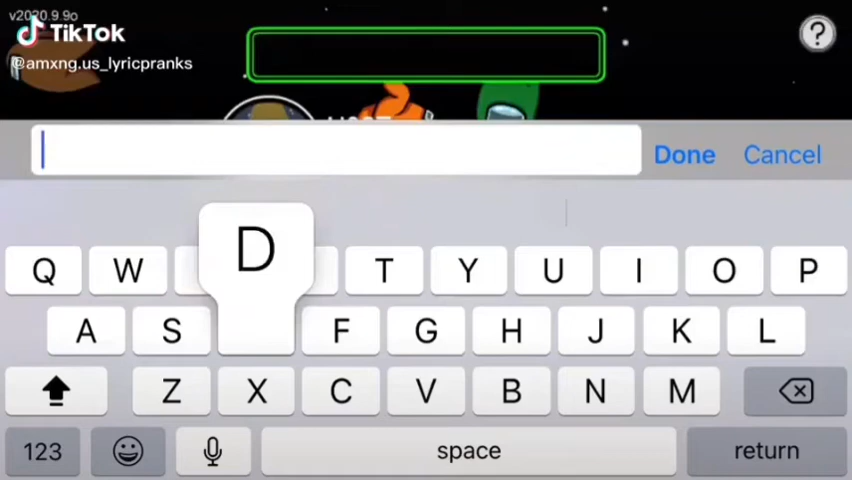 v2020.9.9o
TikTok
@amxng.us_lyricpranks
?
Done Cancel
D
Q W T Y U I O P
A S F G H J K L
Z X C V B N M
123 space return